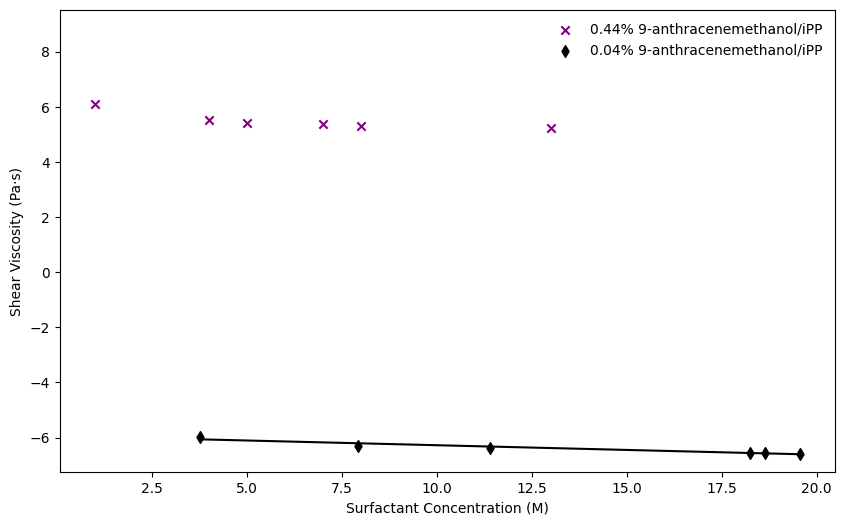 0.44% 9-anthracenemethanol/iPP
0.04% 9-anthracenemethanol/iPP
8
6
4
2
0
−2
−4
−6
Shear Viscosity (Pa·s)
2.5 5.0 7.5 10.0 12.5 15.0 17.5 20.0
Surfactant Concentration (M)